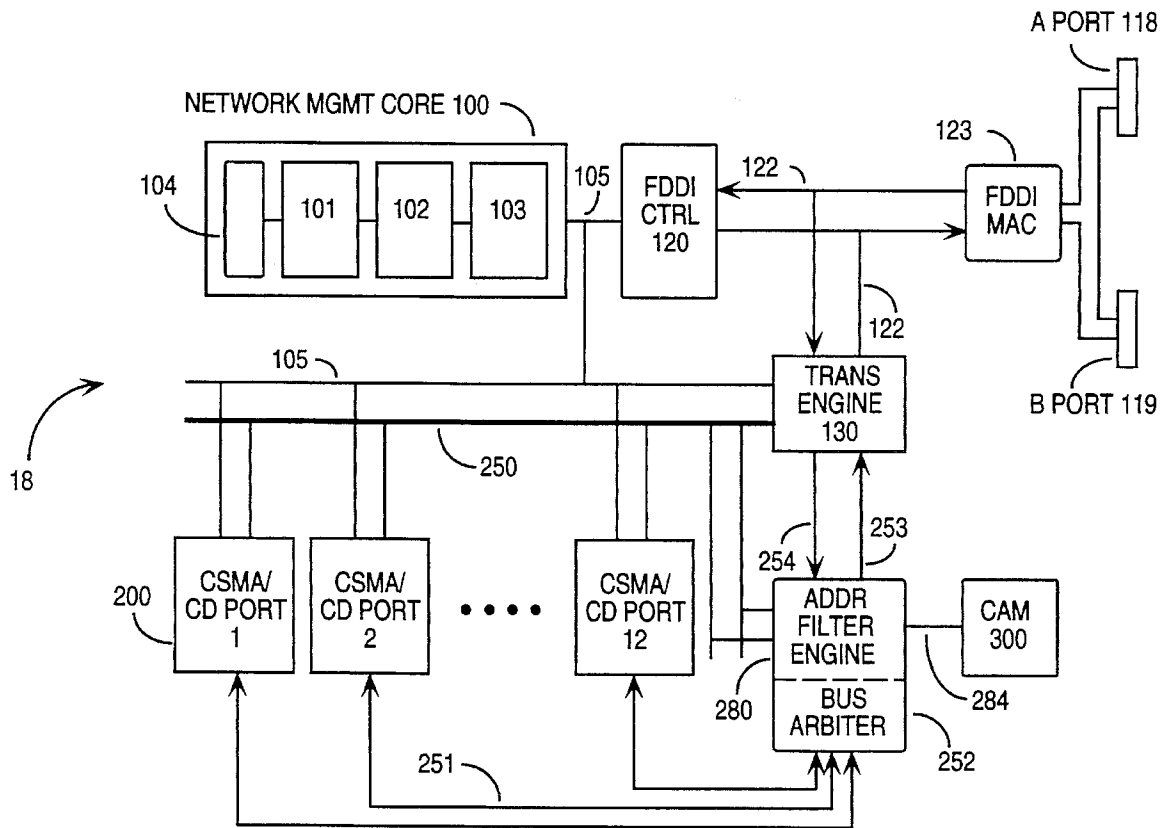 A PORT 118
NETWORK MGMT CORE 100
123
104
101
102
103
105
FDDI
CTRL
120
122
FDDI
MAC
122
105
TRANS
ENGINE
130
B PORT 119
18
250
254
253
200
CSMA/
CD PORT
1
CSMA/
CD PORT
2
CSMA/
CD PORT
12
ADDR
FILTER
ENGINE
CAM
300
280
BUS
ARBITER
284
252
251